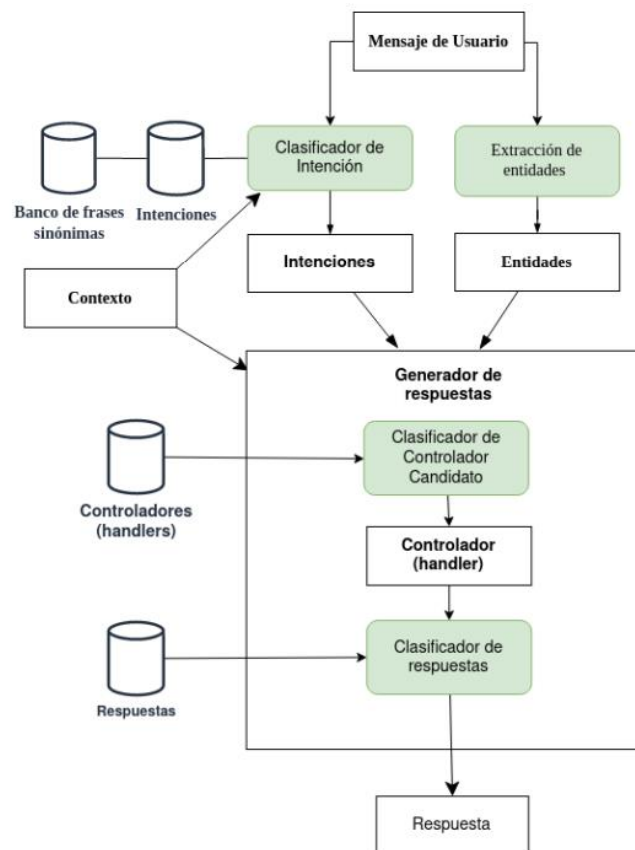 Mensaje de Usuario
Clasificador de
Intención
Extracción de
entidades
Banco de frases
sinónimas
Intenciones
Intenciones
Entidades
Contexto
Generador de
respuestas
Clasificador de
Controlador
Candidato
Controladores
(handlers)
Controlador
(handler)
Clasificador de
respuestas
Respuestas
Respuesta